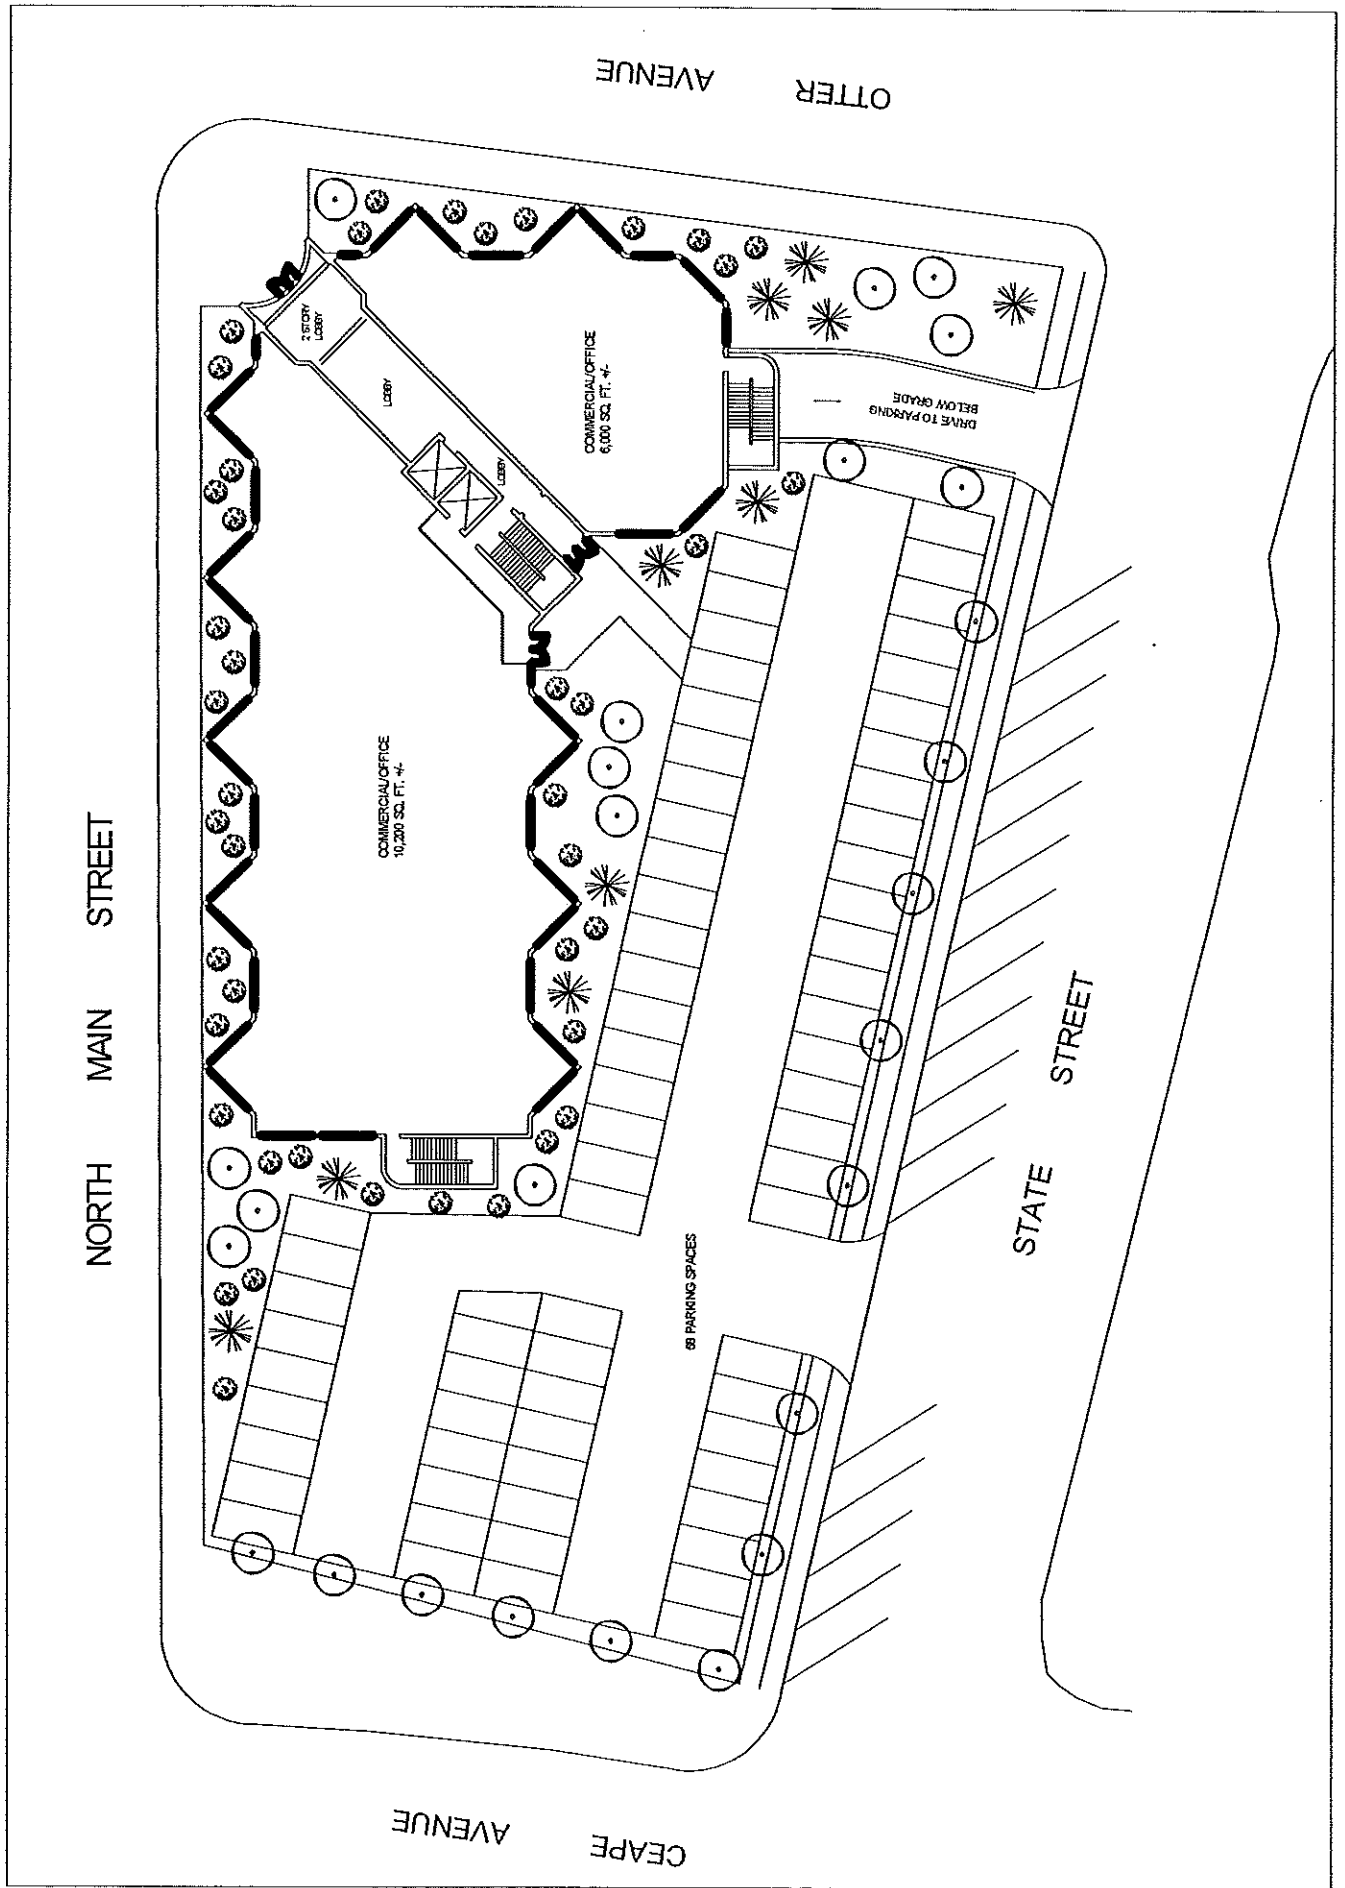 OTTER AVENUE
NORTH MAIN STREET
2 STORY
LOBBY
LOBBY
LOBBY
COMMERCIAL/OFFICE
6,000 SQ. FT. +/-
DRIVE TO PARKING
BELOW GRADE
COMMERCIAL/OFFICE
10,200 SQ. FT. +/-
68 PARKING SPACES
STATE STREET
CEAPE AVENUE